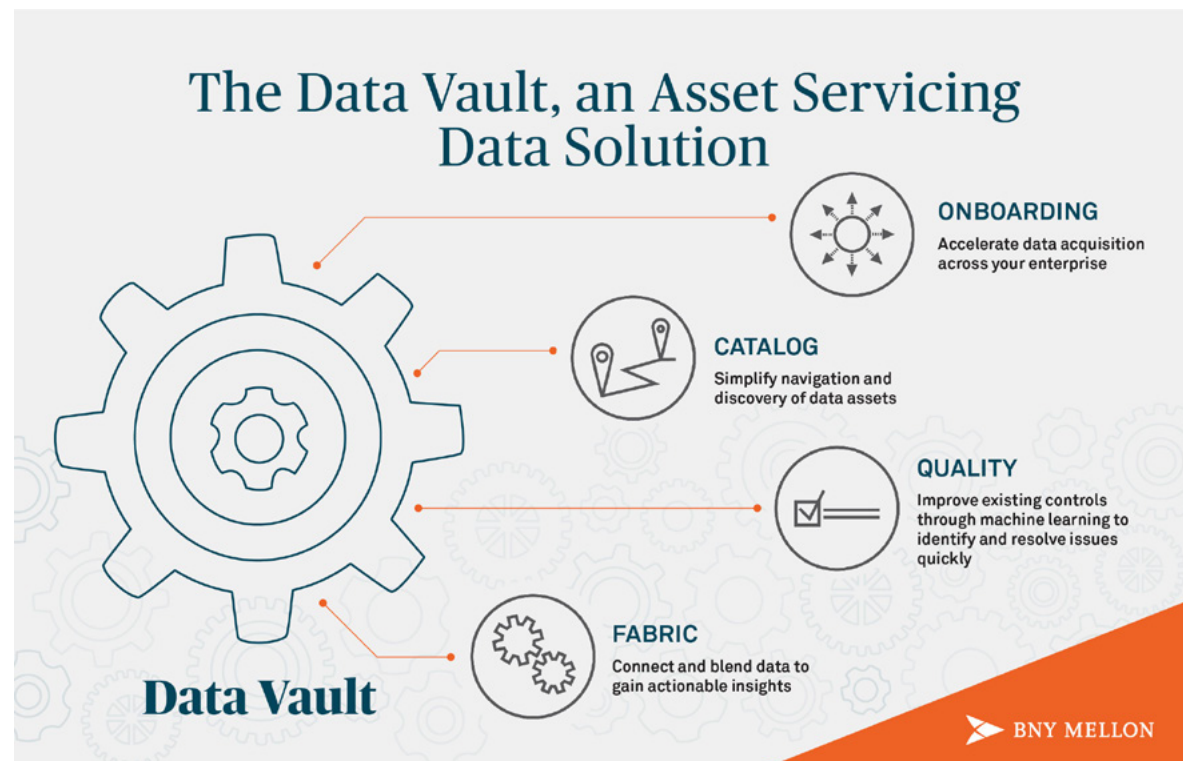 The Data Vault, an Asset Servicing
Data Solution
ONBOARDING
Accelerate data acquisition
across your enterprise
CATALOG
Simplify navigation and
discovery of data assets
QUALITY
Improve existing controls
through machine learning to
identify and resolve issues
quickly
FABRIC
Connect and blend data to
gain actionable insights
Data Vault
BNY MELLON